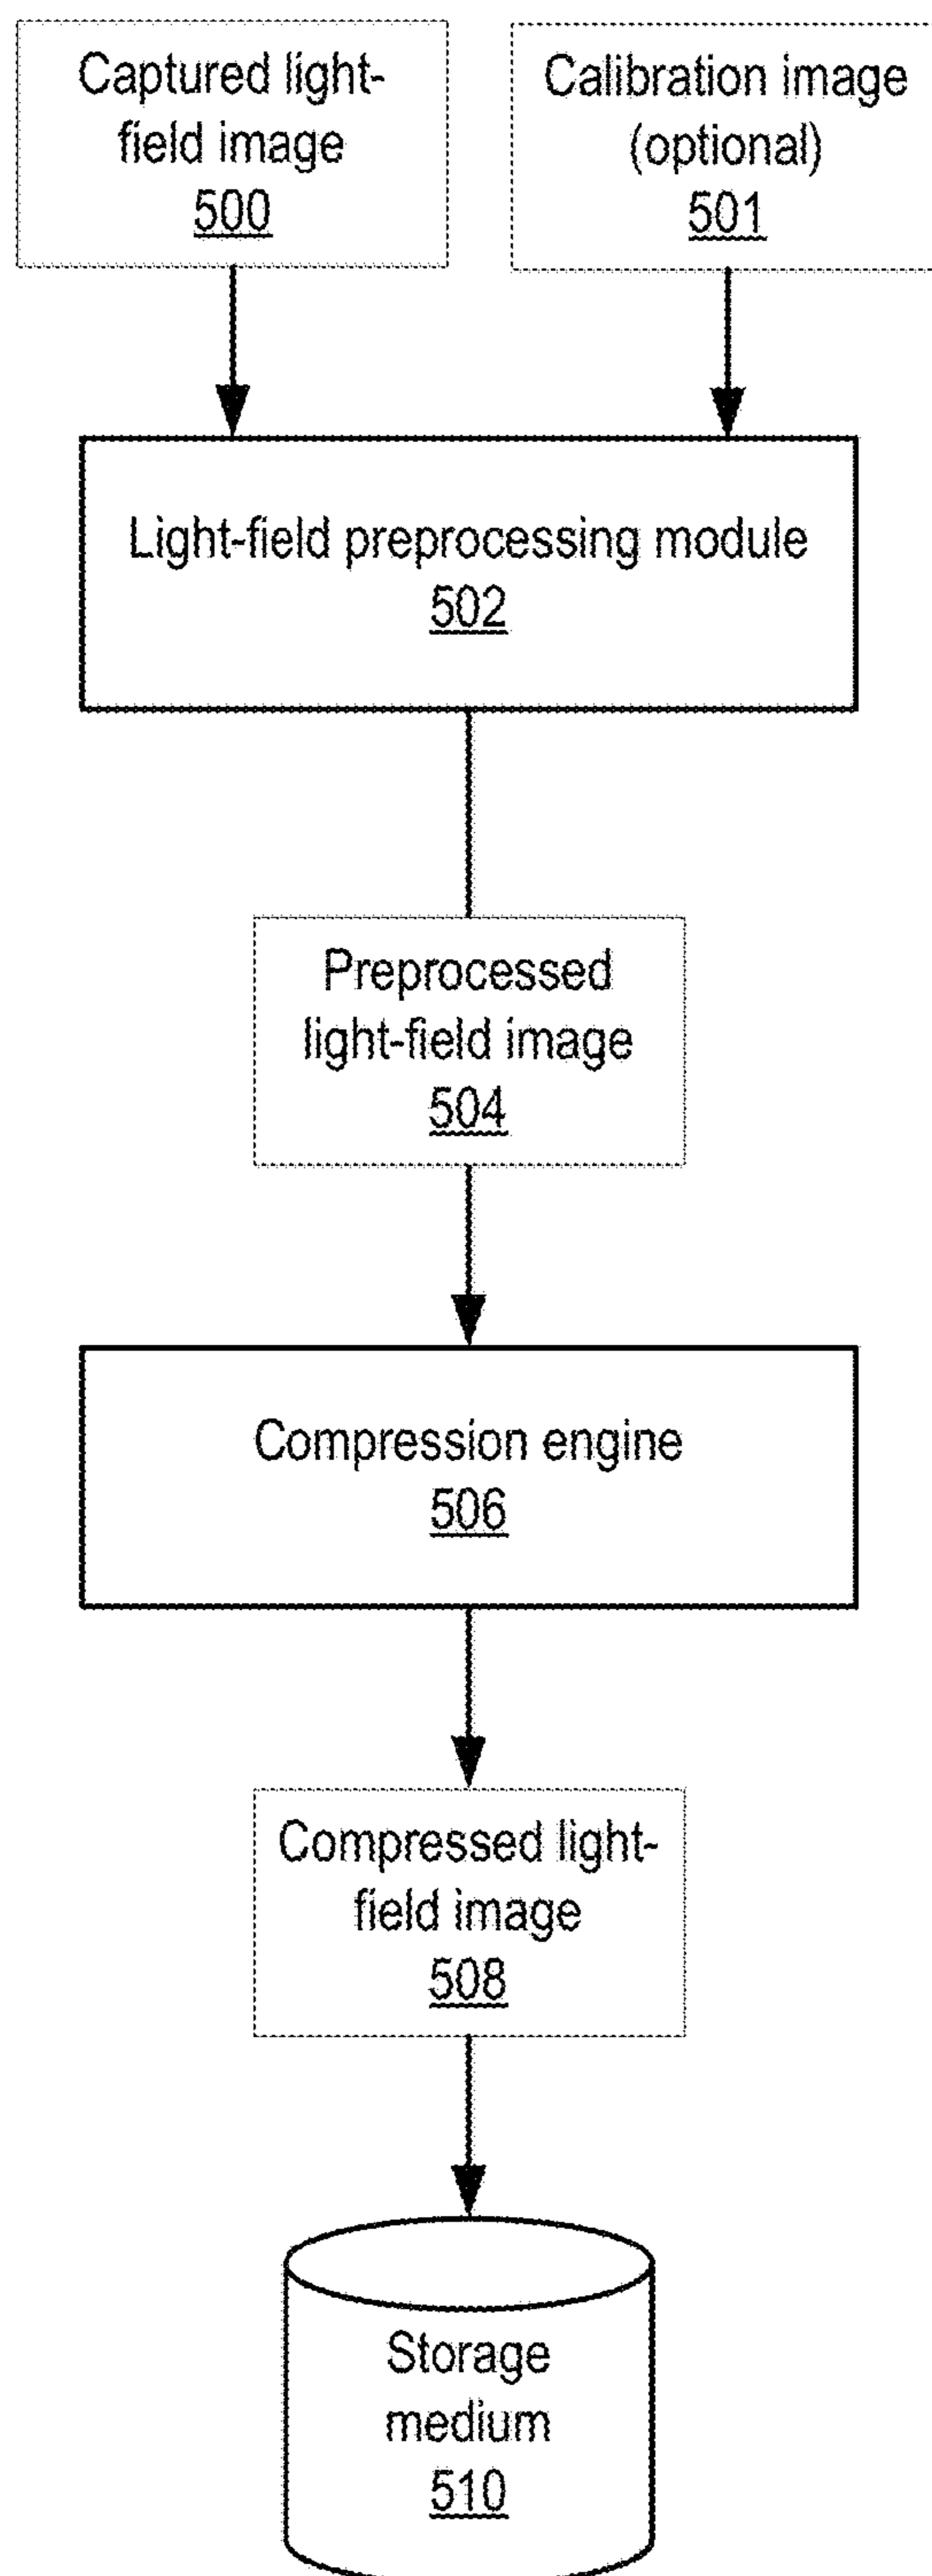 Captured light-
field image
500
Calibration image
(optional)
501
Light-field preprocessing module
502
Preprocessed
light-field image
504
Compression engine
506
Compressed light-
field image
508
Storage
medium
510